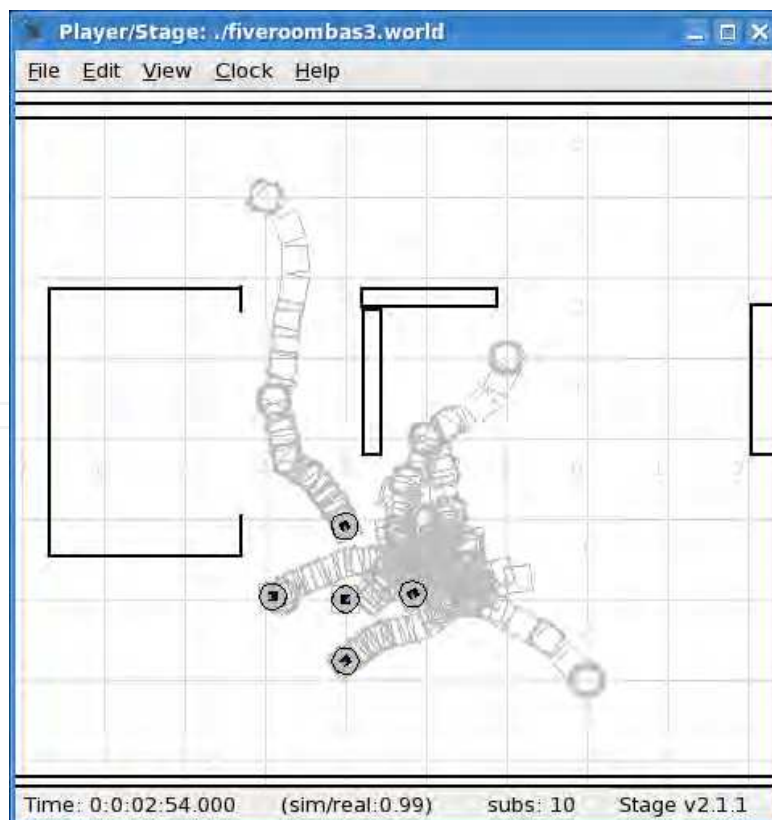 Player/Stage: ./fiveroombas3.world
File Edit View Clock Help
Time: 0:0:02:54.000 (sim/real:0.99) subs: 10 Stage v2.1.1